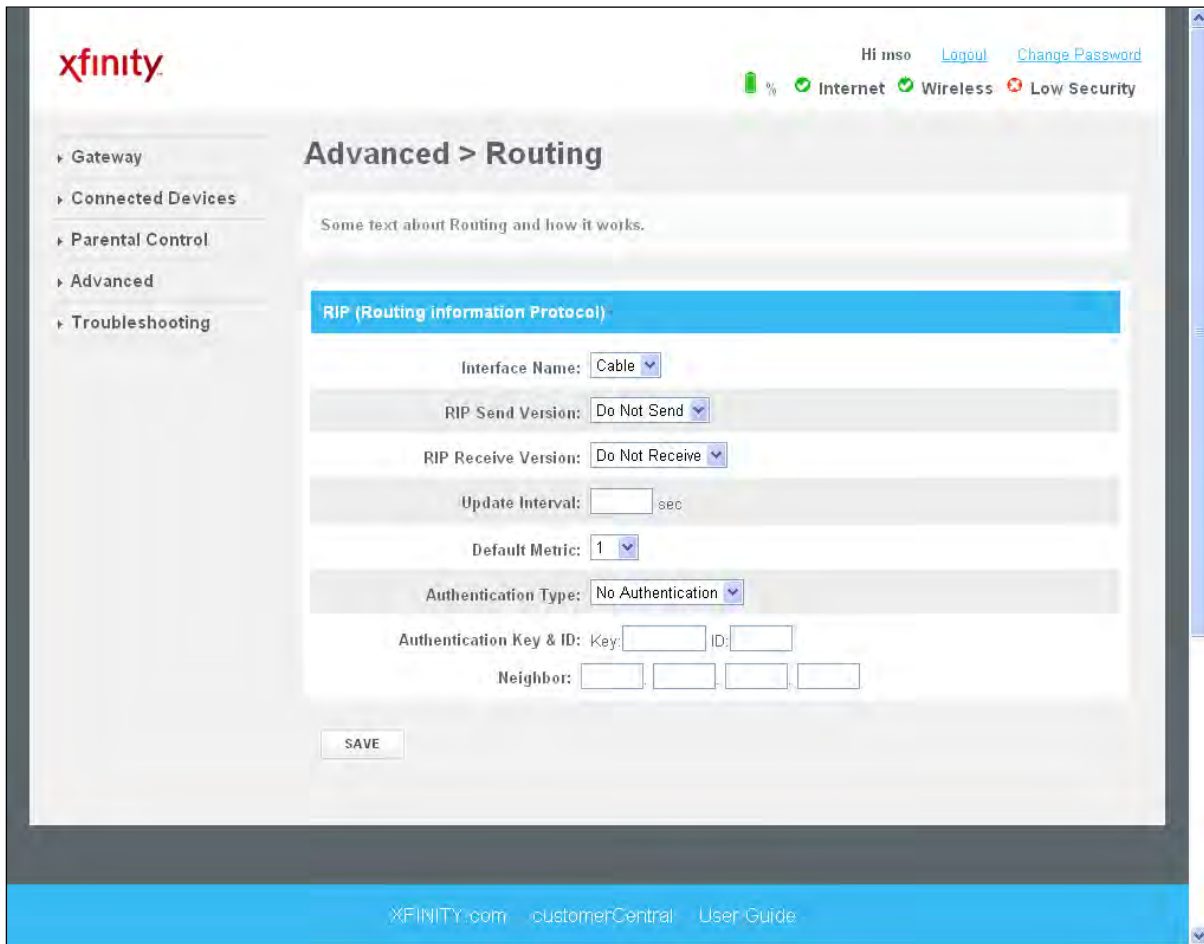 xfinity
Hi mso Logout Change Password
% Internet Wireless Low Security
Gateway
Connected Devices
Parental Control
Advanced
Troubleshooting
Advanced > Routing
Some text about Routing and how it works.
RIP (Routing information Protocol)
Interface Name: Cable
RIP Send Version: Do Not Send
RIP Receive Version: Do Not Receive
Update Interval: sec
Default Metric: 1
Authentication Type: No Authentication
Authentication Key & ID: Key: ID:
Neighbor: . . .
SAVE
XFINITY.com customerCentral User Guide